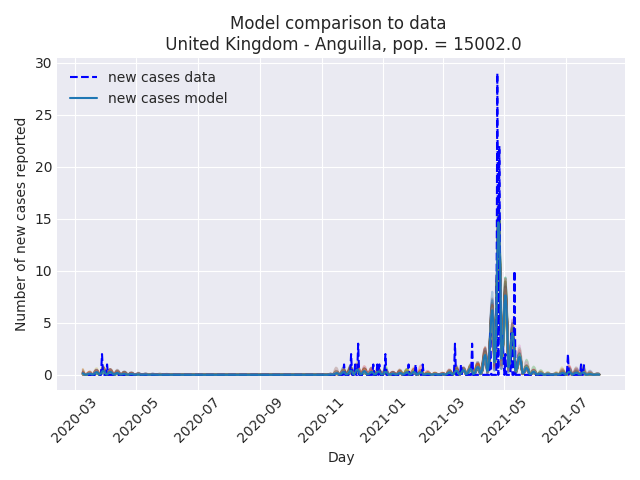 Model comparison to data
United Kingdom - Anguilla, pop. = 15002.0
new cases data
new cases model
Number of new cases reported
30
25
20
15
10
5
0
2020-03
2020-05
2020-07
2020-09
2020-11
2021-01
2021-03
2021-05
2021-07
Day